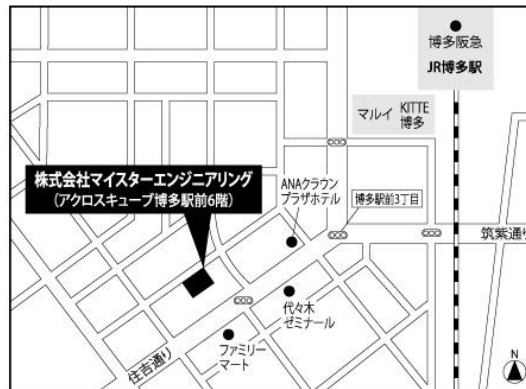 博多阪急
JR博多駅
マルイ KITTE
博多
株式会社マイスターエンジニアリング
(アクロスキューブ博多駅前6階)
ANAクラウン
プラザホテル
博多駅前3丁目
筑紫通り
代々木
ゼミナール
住吉通り
ファミリー
マート
N